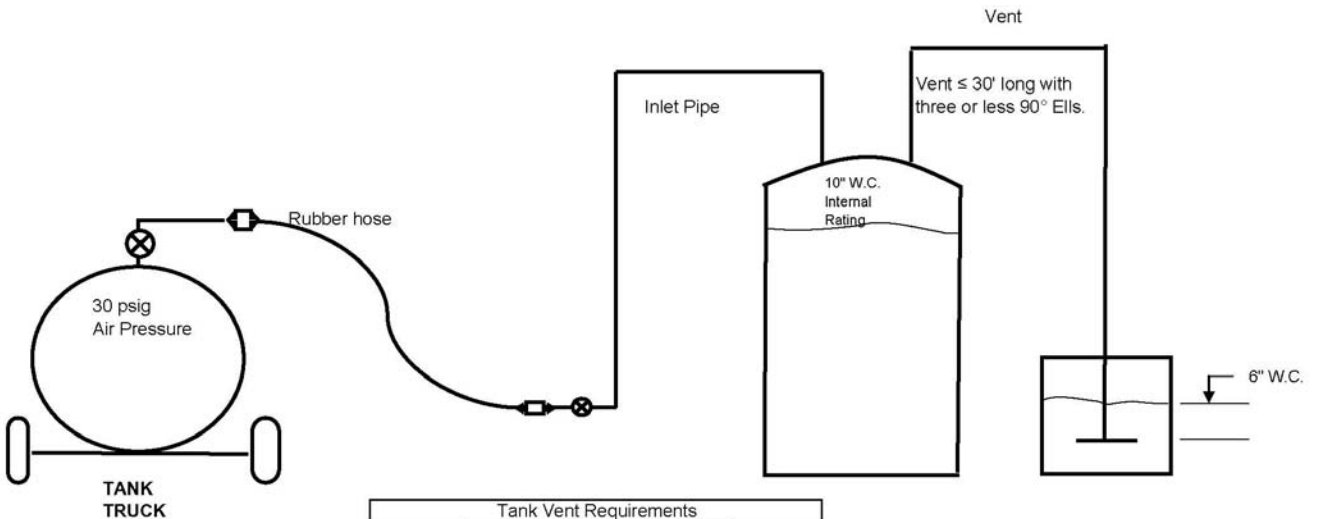 Vent
Vent ≤ 30' long with
three or less 90° Ells.
Inlet Pipe
10" W.C.
Internal
Rating
Rubber hose
30 psig
Air Pressure
6" W.C.
TANK
TRUCK
Tank Vent Requirements